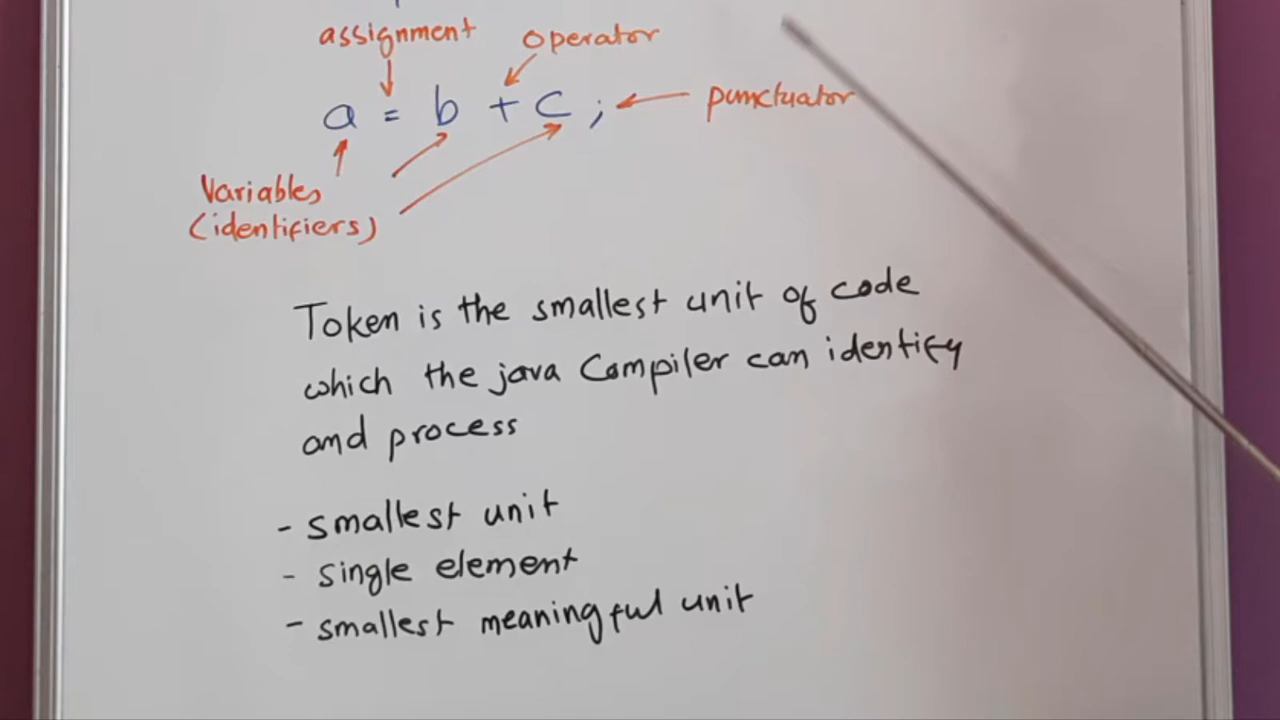 assignment operator
a = b + c ; punctuator
Variables
(identifiers)
Token is the smallest unit of code
which the java Compiler can identify
and process
- smallest unit
- single element
- smallest meaningful unit